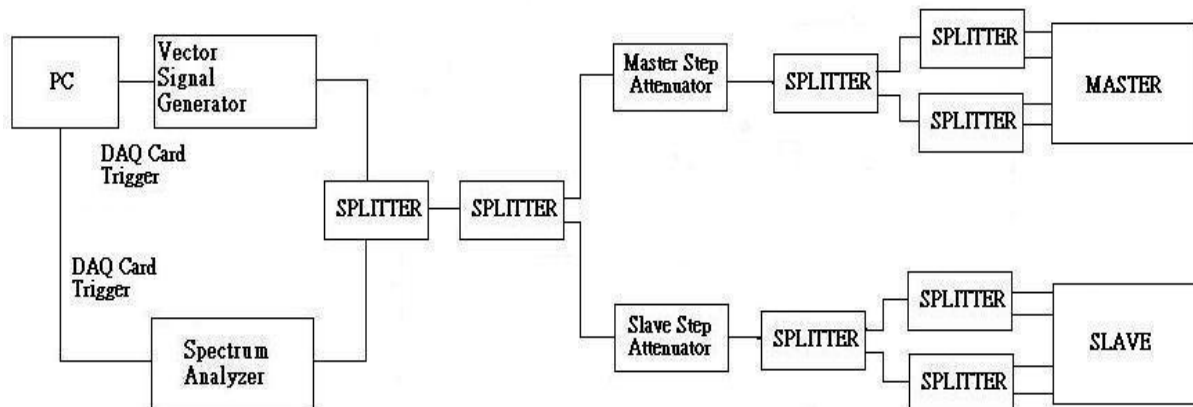 PC
Vector
Signal
Generator
DAQ Card
Trigger
DAQ Card
Trigger
Spectrum
Analyzer
SPLITTER
SPLITTER
Master Step
Attenuator
SPLITTER
SPLITTER
SPLITTER
MASTER
Slave Step
Attenuator
SPLITTER
SPLITTER
SPLITTER
SLAVE